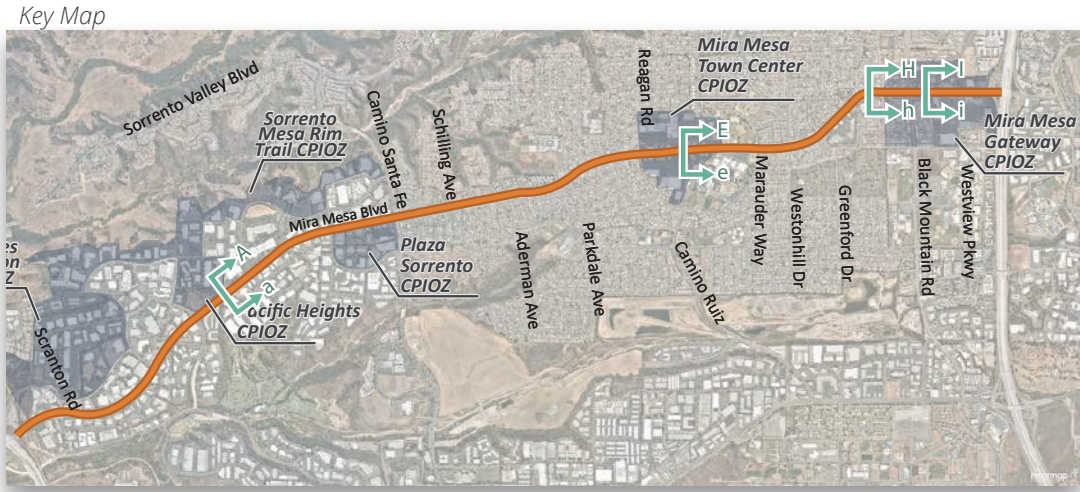 Key Map
Sorrento Valley Blvd
Sorrento
Mesa Rim
Trail CPIOZ
Camino Santa Fe
Schilling Ave
Reagan Rd
Mira Mesa
Town Center
CPIOZ
H
h
I
i
Mira Mesa
Gateway
CPIOZ
E
e
Mira Mesa Blvd
Plaza
Sorrento
CPIOZ
A
a
acific Heights
CPIOZ
Scranton Rd
Aderman Ave
Parkdale Ave
Camino Ruiz
Marauder Way
Westonhill Dr
Greenford Dr
Black Mountain Rd
Westview Pkwy
es
on
Z